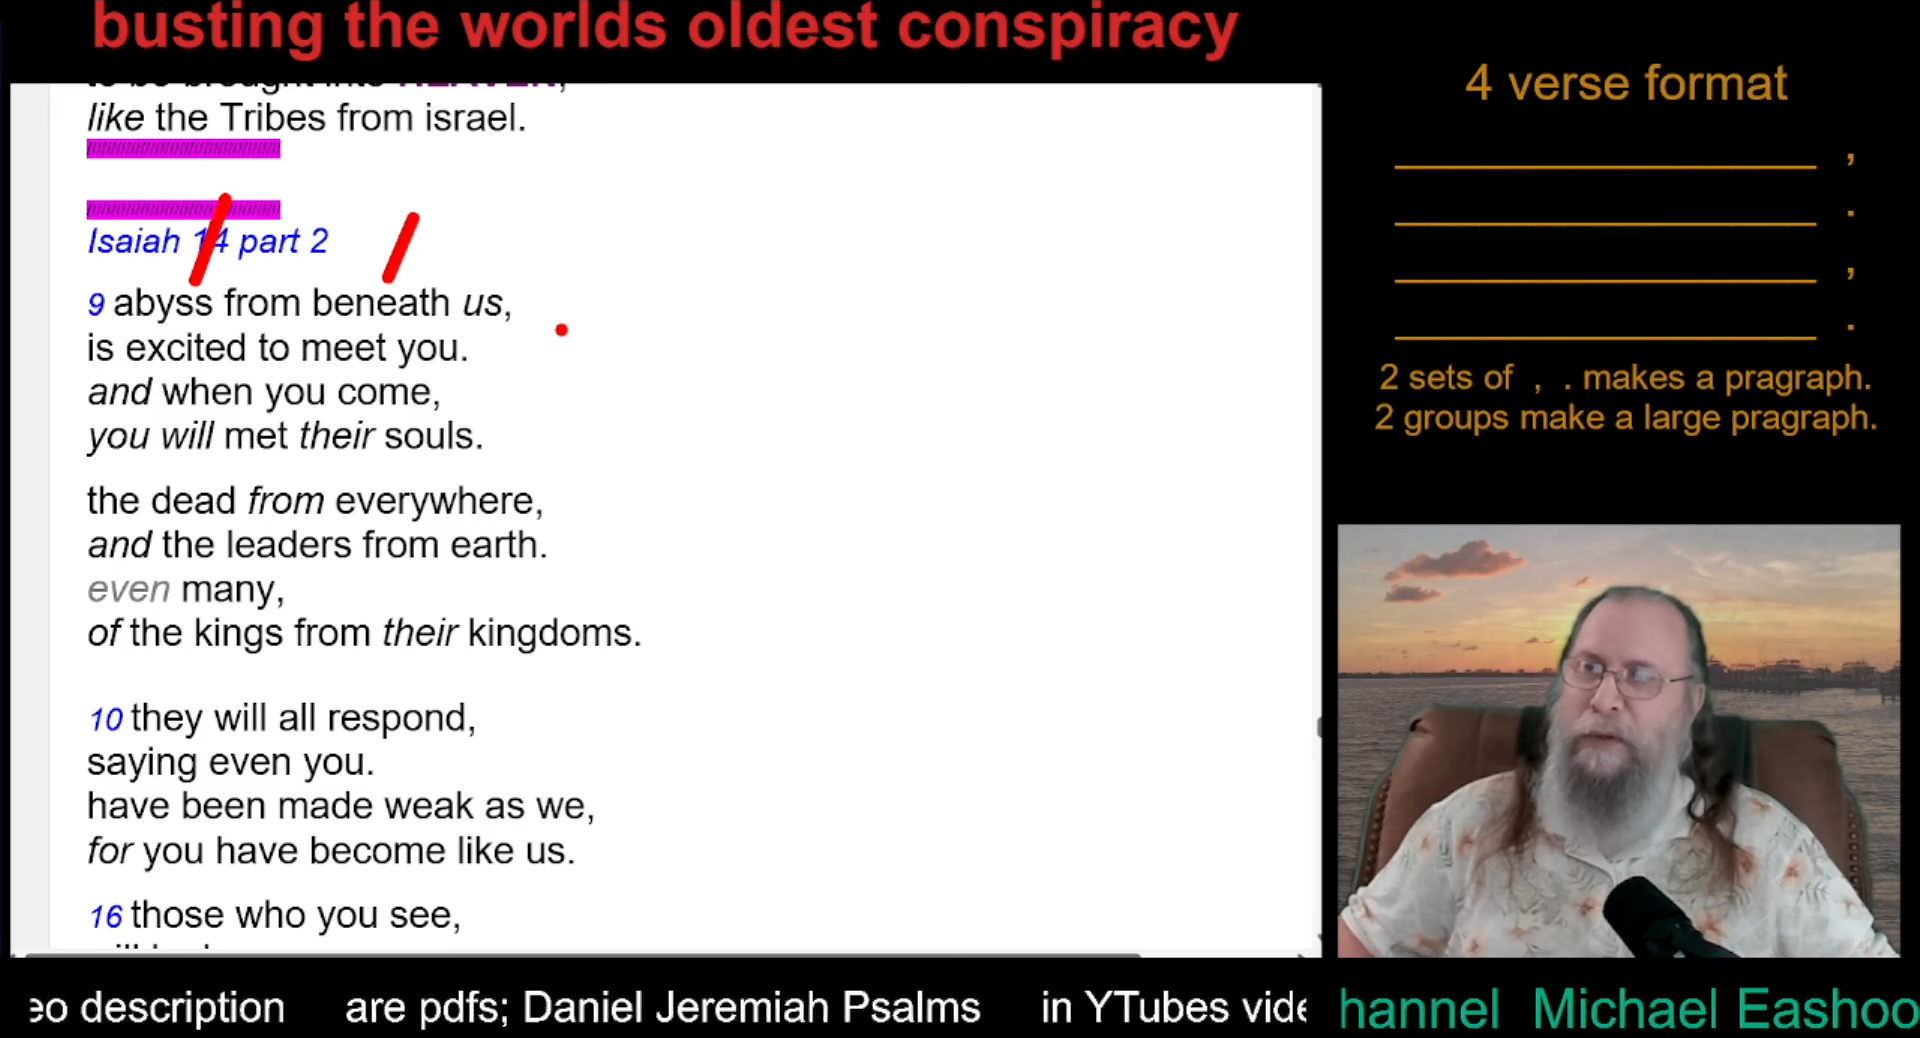 busting the worlds oldest conspiracy
to be brought into HEAVEN,
like the Tribes from israel.
Isaiah 14 part 2
9 abyss from beneath us,
is excited to meet you.
and when you come,
you will met their souls.
the dead from everywhere,
and the leaders from earth.
even many,
of the kings from their kingdoms.
10 they will all respond,
saying even you.
have been made weak as we,
for you have become like us.
16 those who you see,
4 verse format
,
.
,
.
2 sets of , . makes a pragraph.
2 groups make a large pragraph.
eo description are pdfs; Daniel Jeremiah Psalms in YTubes vide
hannel Michael Eashoo